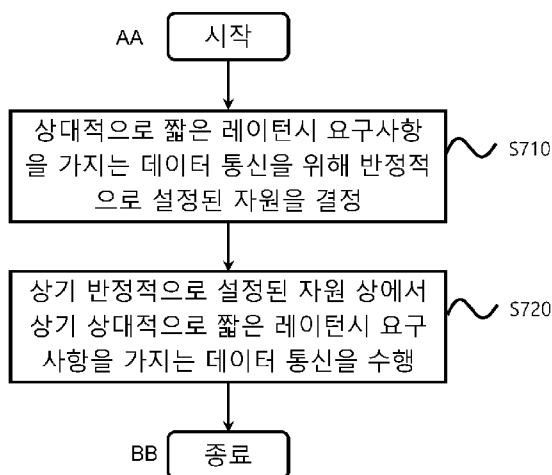 AA 시작
상대적으로 짧은 레이턴시 요구사항
을 가지는 데이터 통신을 위해 반정적
으로 설정된 자원을 결정
S710
상기 반정적으로 설정된 자원 상에서
상기 상대적으로 짧은 레이턴시 요구
사항을 가지는 데이터 통신을 수행
S720
BB 종료